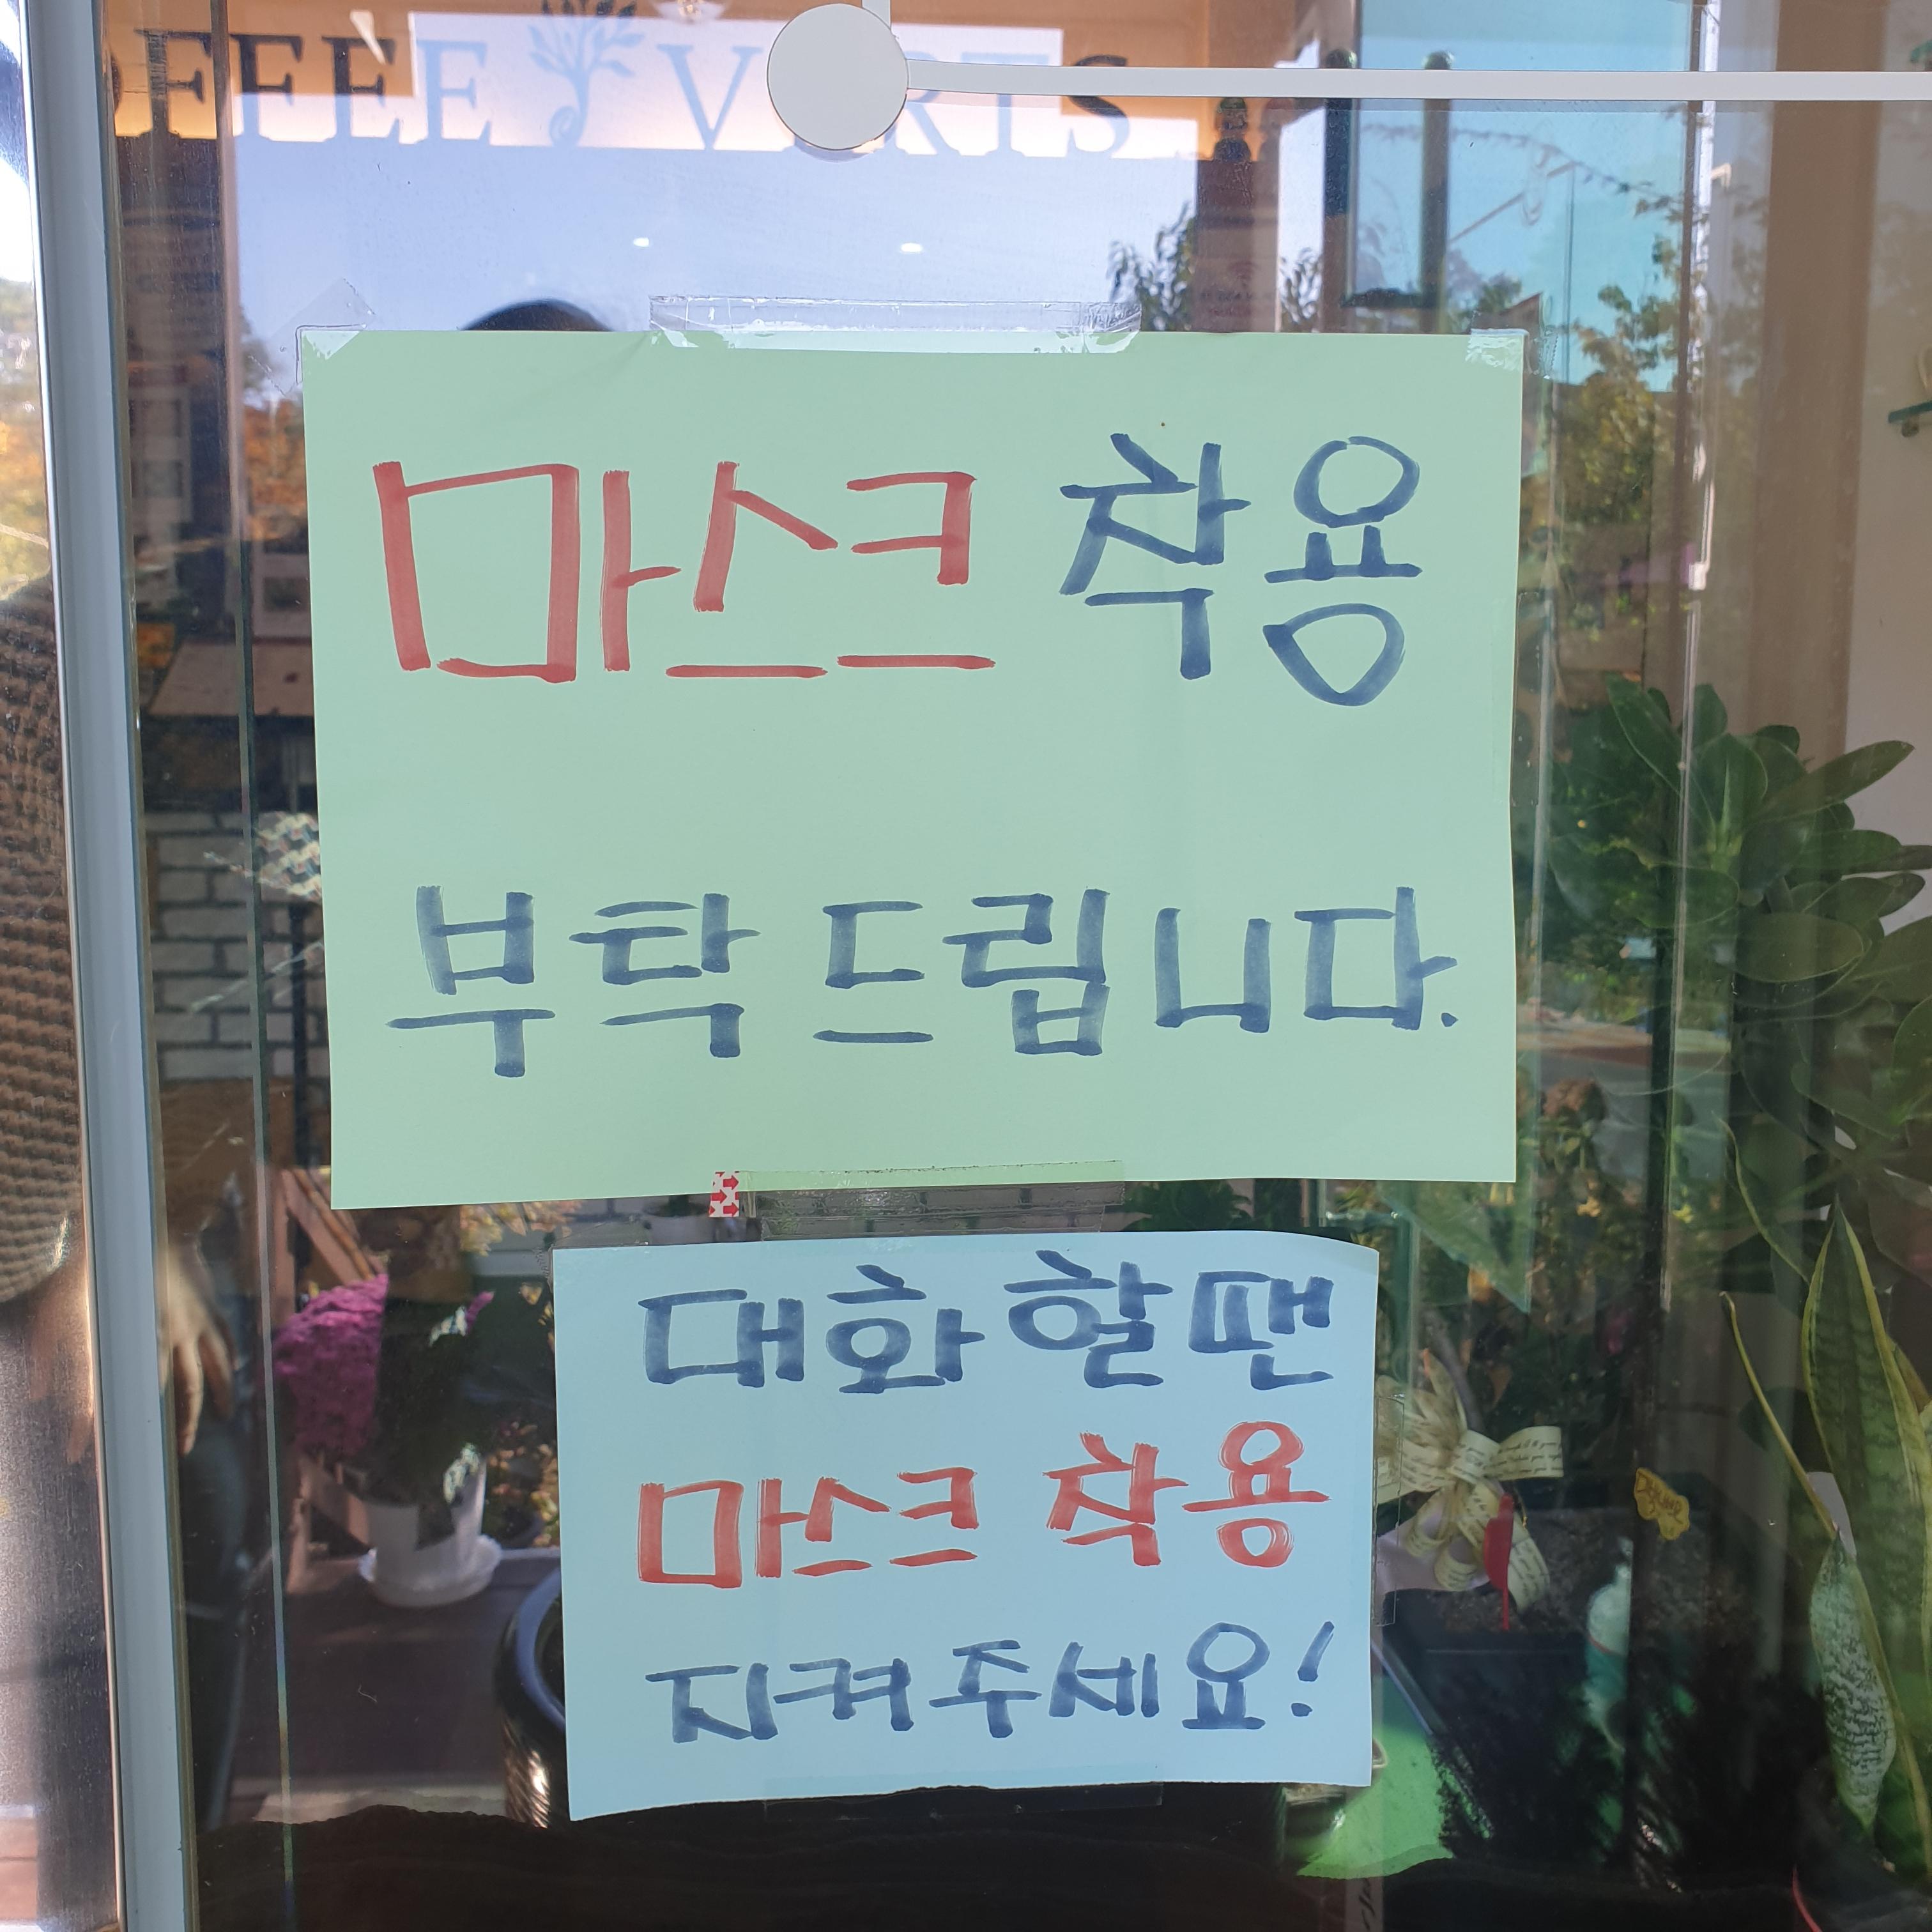 마스크 착용
부탁드립니다.
대화할땐
마스크 착용
지켜주세요!